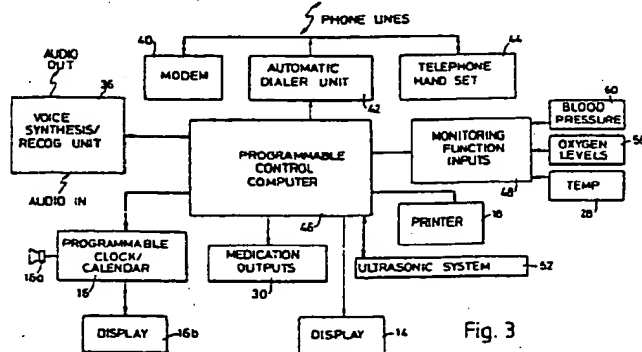 PHONE LINES
40
44
MODEM
AUTOMATIC
DIALER UNIT
42
TELEPHONE
HAND SET
AUDIO
OUT
36
VOICE
SYNTHESIS/
RECOG UNIT
AUDIO IN
PROGRAMMABLE
CONTROL
COMPUTER
46
MONITORING
FUNCTION
INPUTS
48
60
BLOOD
PRESSURE
OXYGEN
LEVELS
TEMP
28
PRINTER
18
ULTRASONIC SYSTEM
52
PROGRAMMABLE
CLOCK/
CALENDAR
16
16a
MEDICATION
OUTPUTS
30
DISPLAY
16b
DISPLAY
14
Fig. 3